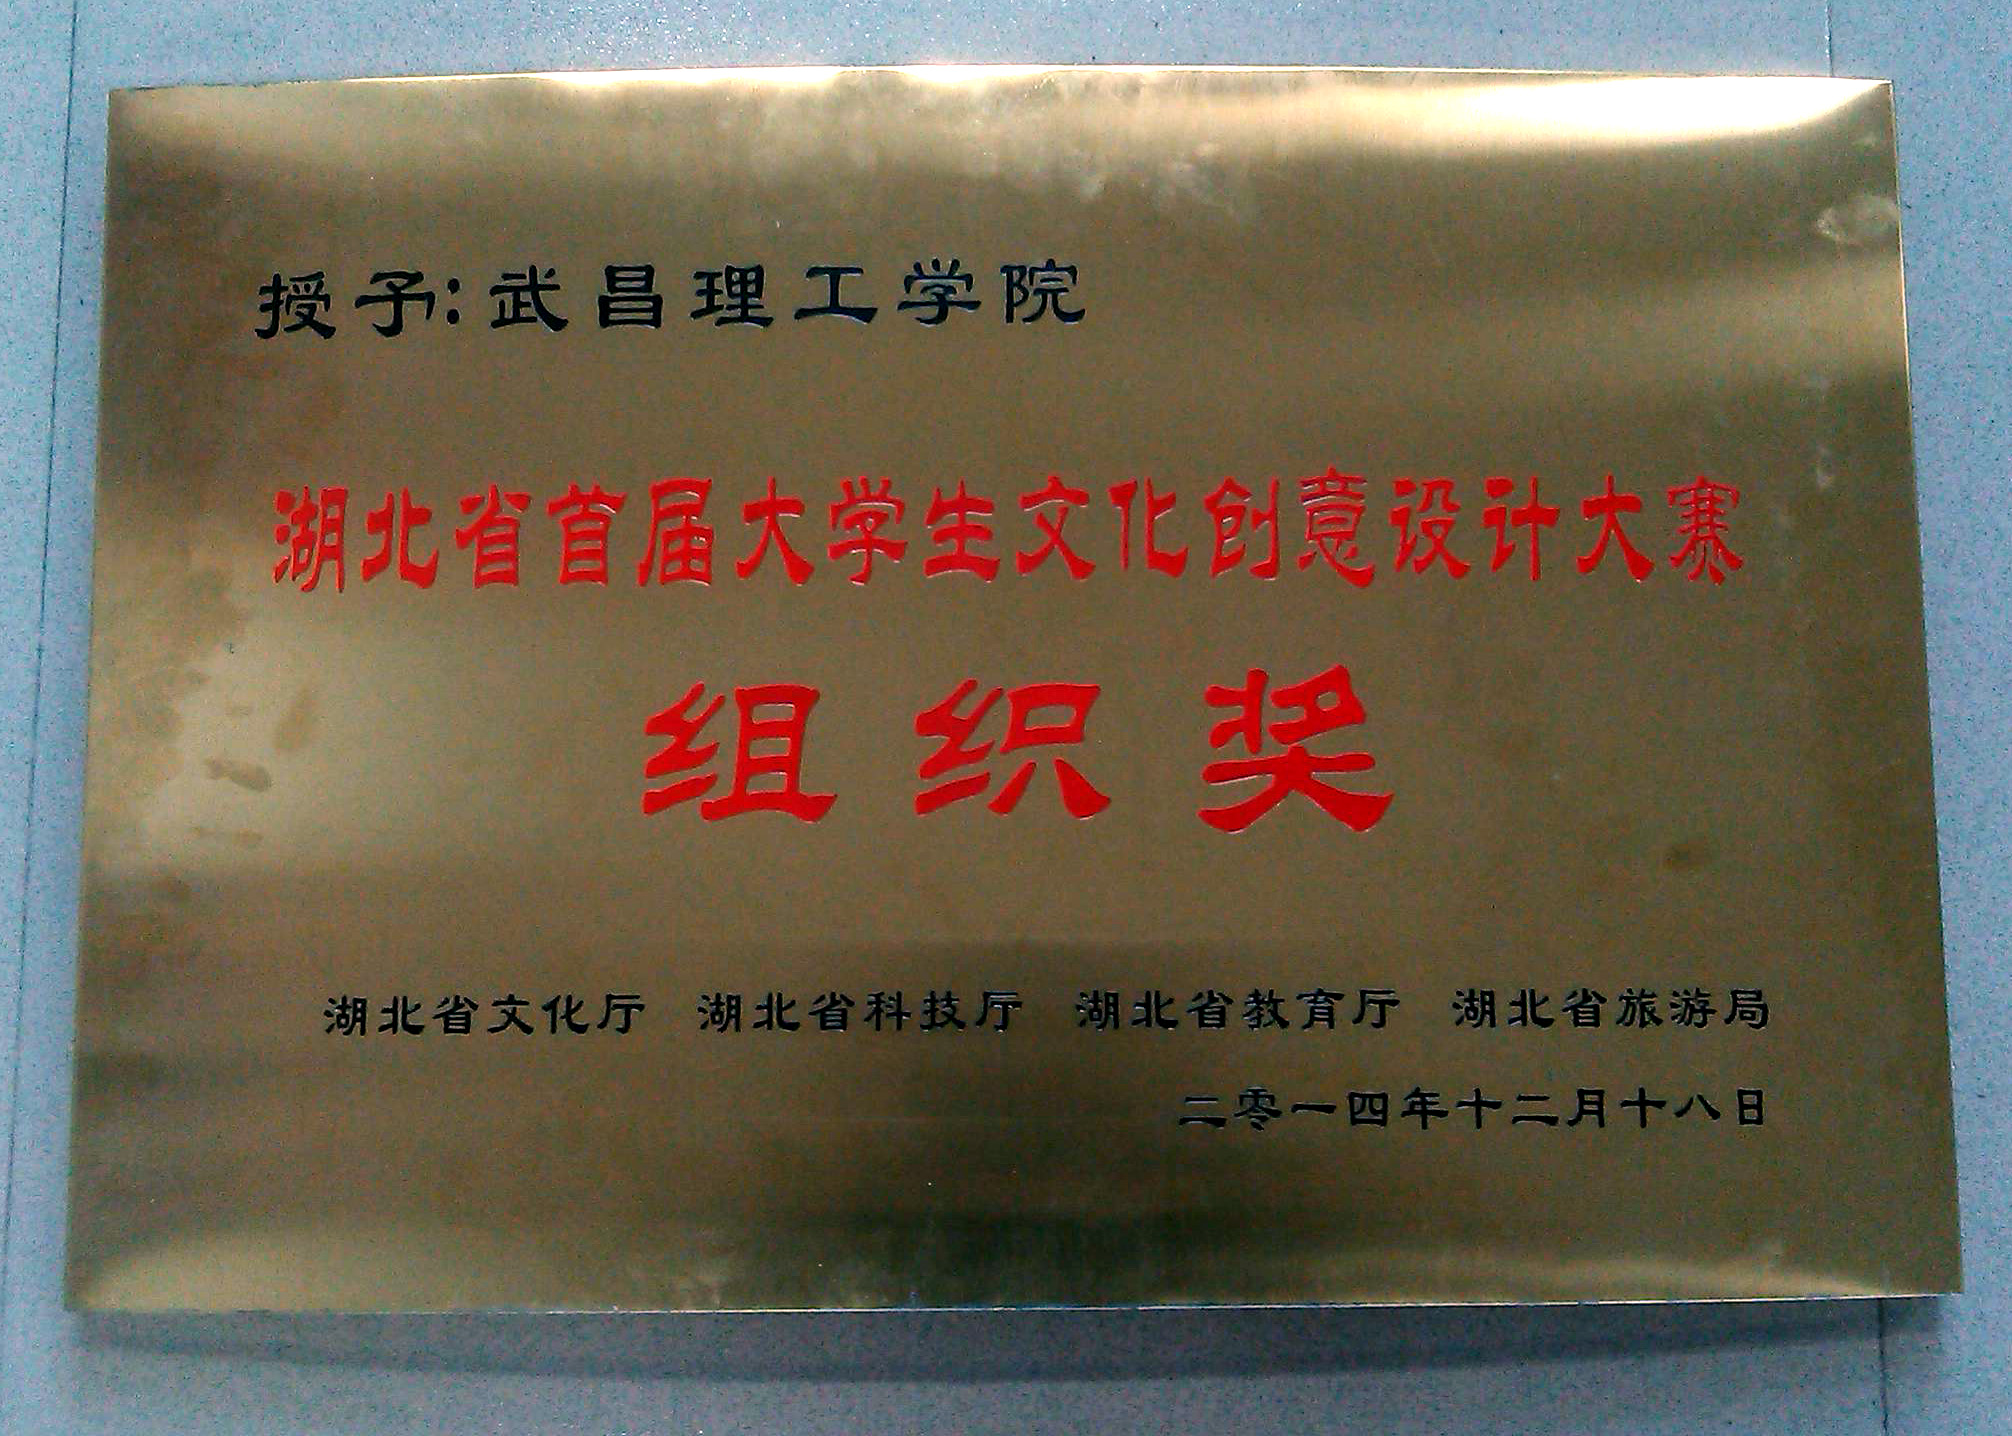 授予:武昌理工学院
湖北省首届大学生文化创意设计大赛
组织奖
湖北省文化厅 湖北省科技厅 湖北省教育厅 湖北省旅游局
二零一四年十二月十八日